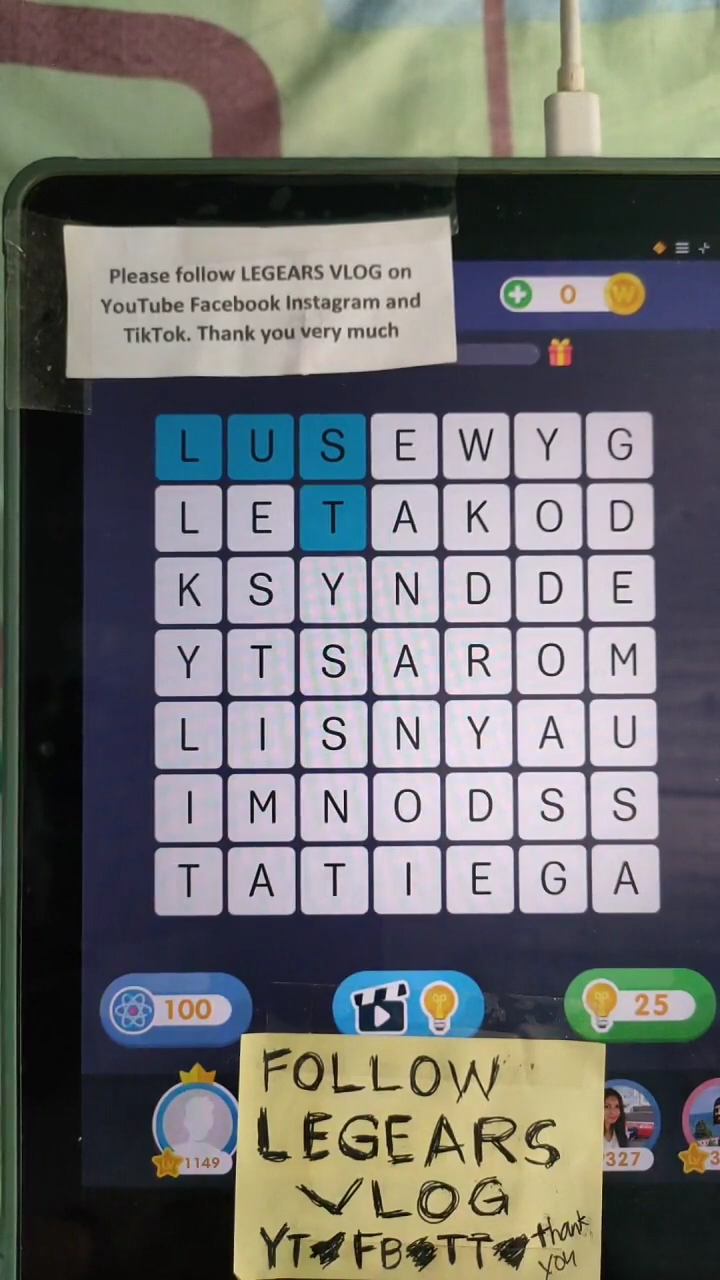 Please follow LEGEARS VLOG on
YouTube Facebook Instagram and
TikTok. Thank you very much
0 W
L U S E W Y G
L E T A K O D
K S Y N D D E
Y T S A R O M
L I S N Y A U
I M N O D S S
T A T I E G A
100
25
LV 1149
327
FOLLOW
LEGEARS
VLOG
YT FB TT thank
you